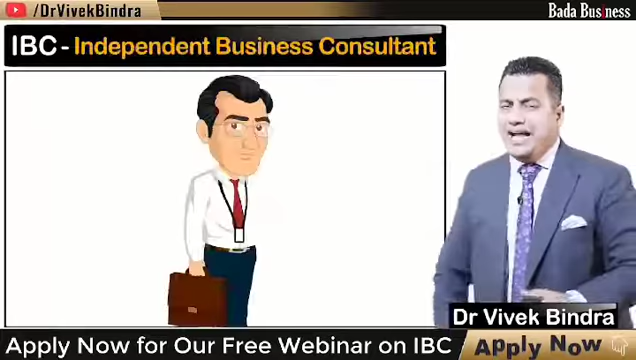 /DrVivekBindra
Bada Business
IBC - Independent Business Consultant
Dr Vivek Bindra
Apply Now for Our Free Webinar on IBC
Apply Now